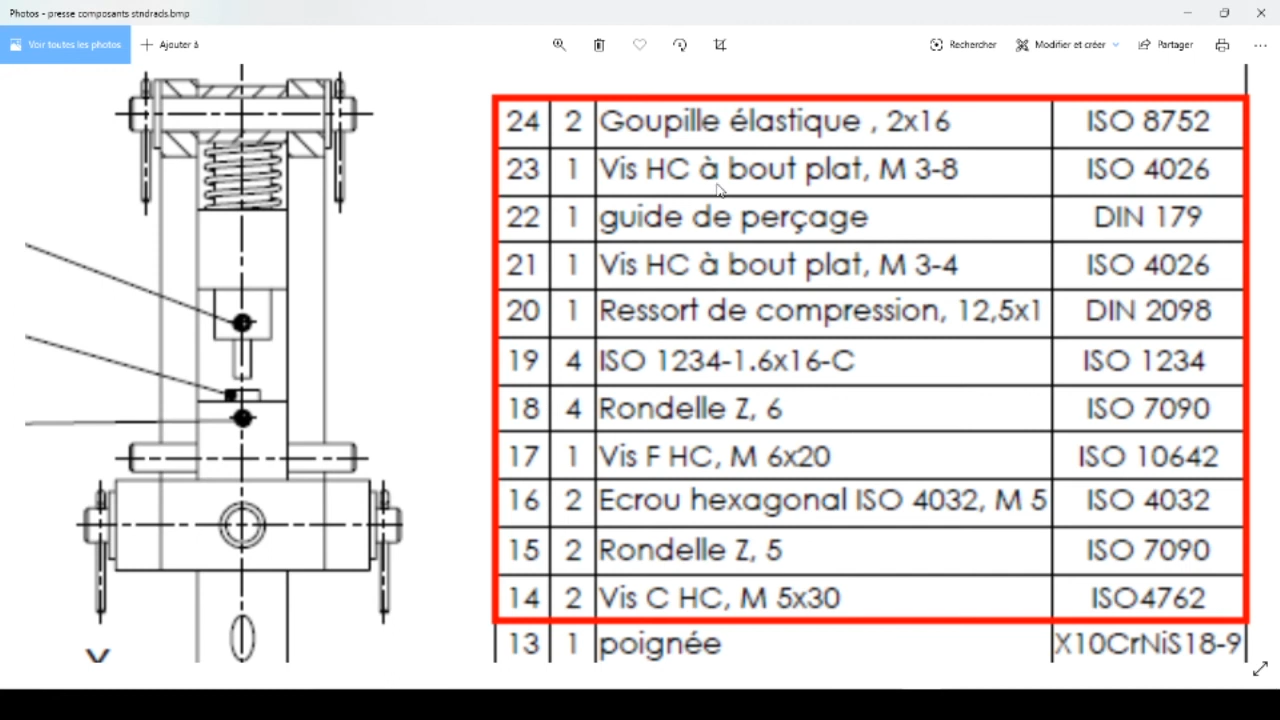 Photos - presse composants stndrads.bmp
Voir toutes les photos
Ajouter à
Rechercher
Modifier et créer
Partager
24 2 Goupille élastique , 2x16 ISO 8752
23 1 Vis HC à bout plat, M 3-8 ISO 4026
22 1 guide de perçage DIN 179
21 1 Vis HC à bout plat, M 3-4 ISO 4026
20 1 Ressort de compression, 12,5x1 DIN 2098
19 4 ISO 1234-1.6x16-C ISO 1234
18 4 Rondelle Z, 6 ISO 7090
17 1 Vis F HC, M 6x20 ISO 10642
16 2 Ecrou hexagonal ISO 4032, M 5 ISO 4032
15 2 Rondelle Z, 5 ISO 7090
14 2 Vis C HC, M 5x30 ISO4762
13 1 poignée X10CrNiS18-9